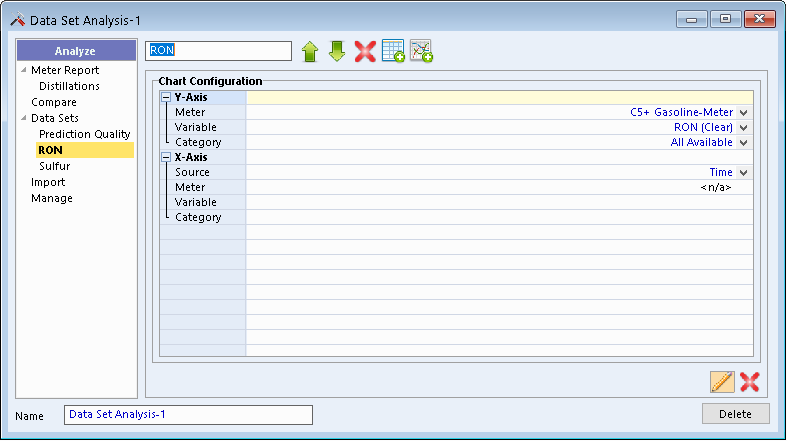 Data Set Analysis-1
Analyze
Meter Report
Distillations
Compare
Data Sets
Prediction Quality
RON
Sulfur
Import
Manage
RON
Chart Configuration
Y-Axis
Meter C5+ Gasoline-Meter
Variable RON (Clear)
Category All Available
X-Axis
Source Time
Meter <n/a>
Variable
Category
Name Data Set Analysis-1
Delete